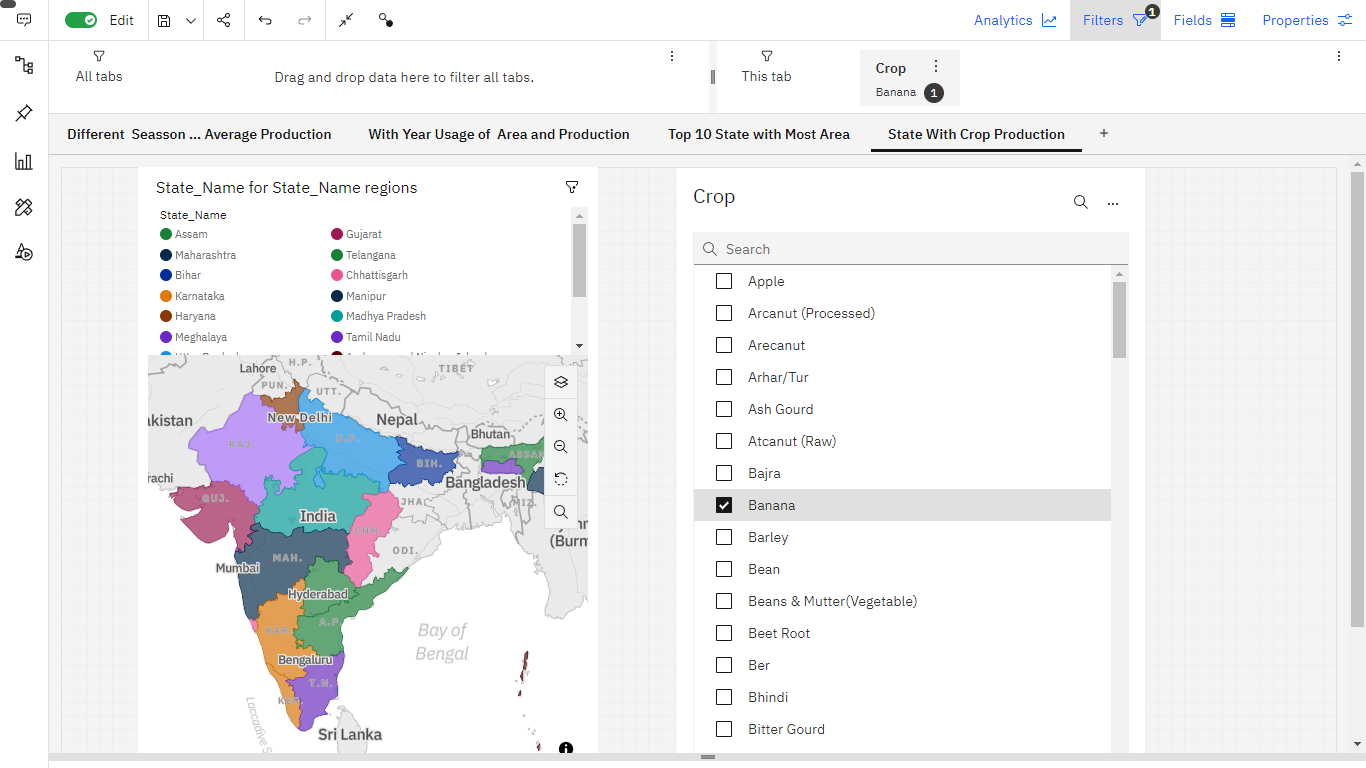 Edit
Analytics
Filters
1
Fields
Properties
All tabs
Drag and drop data here to filter all tabs.
This tab
Crop
Banana 1
Different Seasson ... Average Production
With Year Usage of Area and Production
Top 10 State with Most Area
State With Crop Production
+
State_Name for State_Name regions
State_Name
Assam
Gujarat
Maharashtra
Telangana
Bihar
Chhattisgarh
Karnataka
Manipur
Haryana
Madhya Pradesh
Meghalaya
Tamil Nadu
Lahore
H.P.
TIBET
PUN.
UTT.
akistan
New Delhi
Nepal
RAJ.
U.P.
Bhutan
BIH.
ASSAM
rachi
Bangladesh
GUJ.
JHA.
MIZ.
India
CHH.
(Burm
ODI.
MAH.
Mumbai
Hyderabad
A.P.
KAR.
Bay of
Bengal
Bengaluru
T.N.
KER.
Laccadive S
Sri Lanka
Crop
Search
Apple
Arcanut (Processed)
Arecanut
Arhar/Tur
Ash Gourd
Atcanut (Raw)
Bajra
Banana
Barley
Bean
Beans & Mutter(Vegetable)
Beet Root
Ber
Bhindi
Bitter Gourd